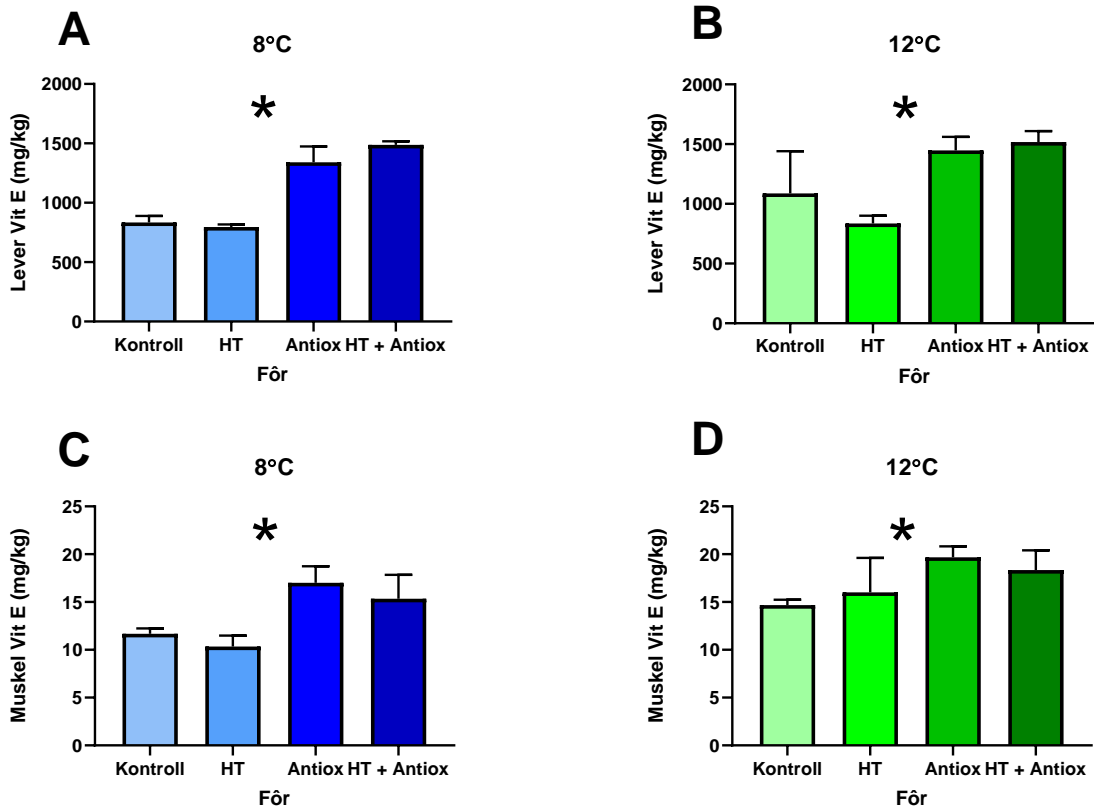 A
8°C
Lever Vit E (mg/kg)
2000
1500
1000
500
0
*
Kontroll HT Antiox HT + Antiox
Fôr
B
12°C
Lever Vit E (mg/kg)
2000
1500
1000
500
0
*
Kontroll HT Antiox HT + Antiox
Fôr
C
8°C
Muskel Vit E (mg/kg)
25
20
15
10
5
0
*
Kontroll HT Antiox HT + Antiox
Fôr
D
12°C
Muskel Vit E (mg/kg)
25
20
15
10
5
0
*
Kontroll HT Antiox HT + Antiox
Fôr